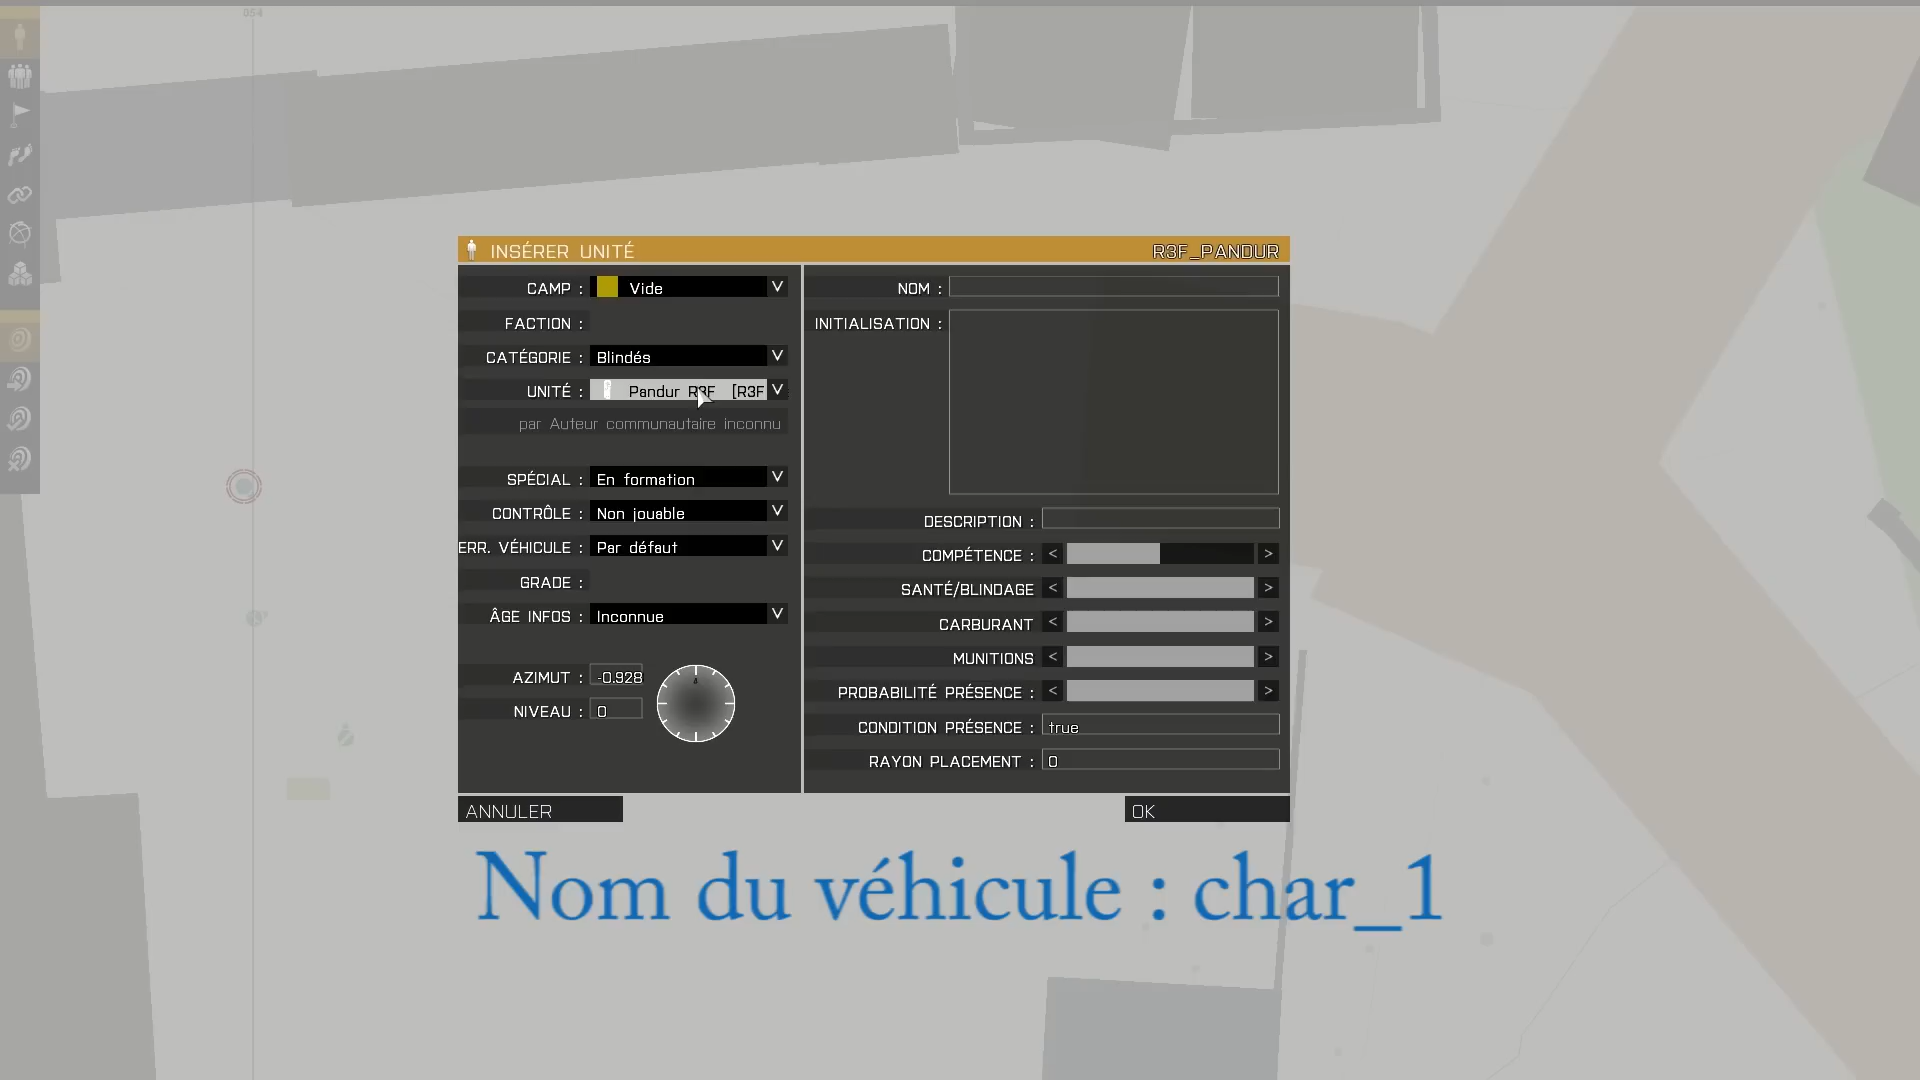 054
INSÉRER UNITÉ R3F_PANDUR
CAMP : Vide V
FACTION :
CATÉGORIE : Blindés V
UNITÉ : Pandur R3F [R3F V
par Auteur communautaire inconnu
SPÉCIAL : En formation V
CONTRÔLE : Non jouable V
ERR. VÉHICULE : Par défaut V
GRADE :
ÂGE INFOS : Inconnue V
AZIMUT : -0.928
NIVEAU : 0
NOM :
INITIALISATION :
DESCRIPTION :
COMPÉTENCE : < >
SANTÉ/BLINDAGE < >
CARBURANT < >
MUNITIONS < >
PROBABILITÉ PRÉSENCE : < >
CONDITION PRÉSENCE : true
RAYON PLACEMENT : 0
ANNULER OK
Nom du véhicule : char_1